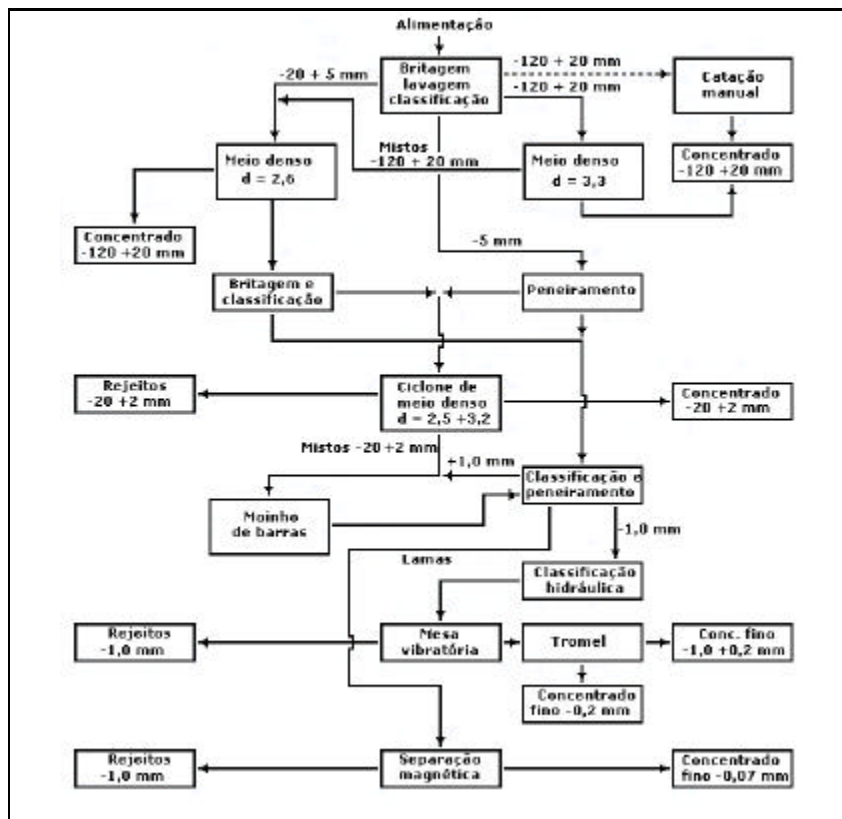 Alimentação
Britagem
lavagem
classificação
-20 + 5 mm
-120 + 20 mm
-120 + 20 mm
Catação
manual
Mistos
-120 + 20 mm
Meio denso
d = 2,6
Meio denso
d = 3,3
Concentrado
-120 +20 mm
Concentrado
-120 +20 mm
-5 mm
Britagem e
classificação
Peneiramento
Rejeitos
-20 +2 mm
Ciclone de
meio denso
d = 2,5 +3,2
Concentrado
-20 +2 mm
Mistos -20 +2 mm
+1,0 mm
Classificação e
peneiramento
Moinho
de barras
-1,0 mm
Lamas
Classificação
hidráulica
Rejeitos
-1,0 mm
Mesa
vibratória
Tromel
Conc. fino
-1,0 +0,2 mm
Concentrado
fino -0,2 mm
Rejeitos
-1,0 mm
Separação
magnética
Concentrado
fino -0,07 mm